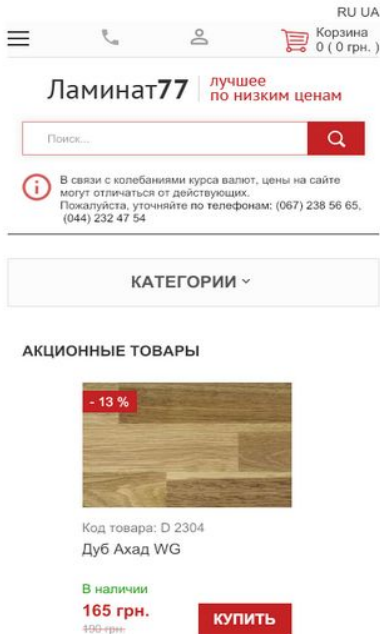 RU UA
Корзина
0 ( 0 грн. )
Ламинат77
лучшее
по низким ценам
Поиск...
В связи с колебаниями курса валют, цены на сайте
могут отличаться от действующих.
Пожалуйста, уточняйте по телефонам: (067) 238 56 65,
(044) 232 47 54
КАТЕГОРИИ
АКЦИОННЫЕ ТОВАРЫ
- 13 %
Код товара: D 2304
Дуб Ахад WG
В наличии
165 грн.
190 грн.
КУПИТЬ